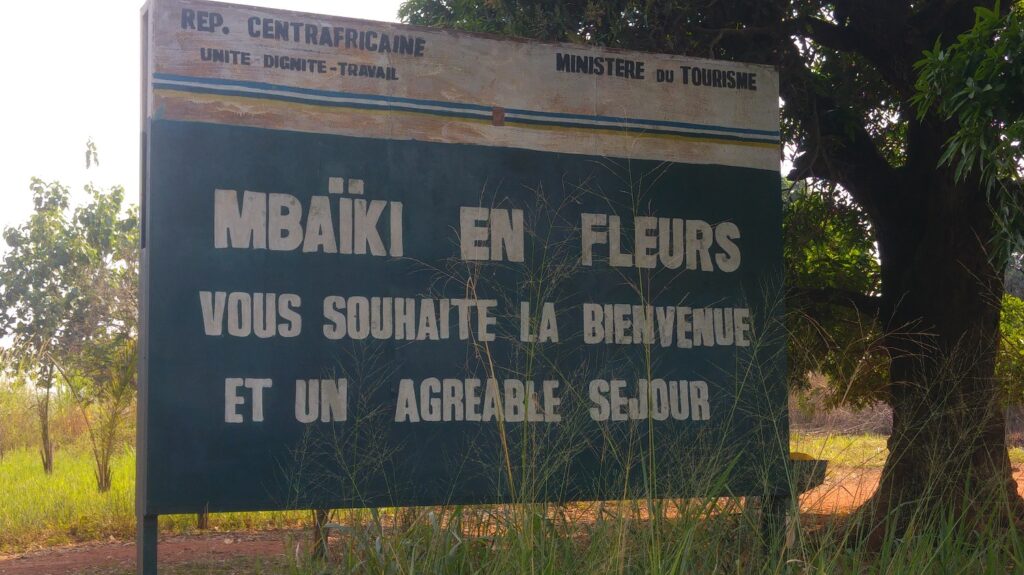 REP. CENTRAFRICAINE
UNITE-DIGNITE-TRAVAIL
MINISTERE DU TOURISME
MBAÏKI EN FLEURS
VOUS SOUHAITE LA BIENVENUE
ET UN AGREABLE SEJOUR